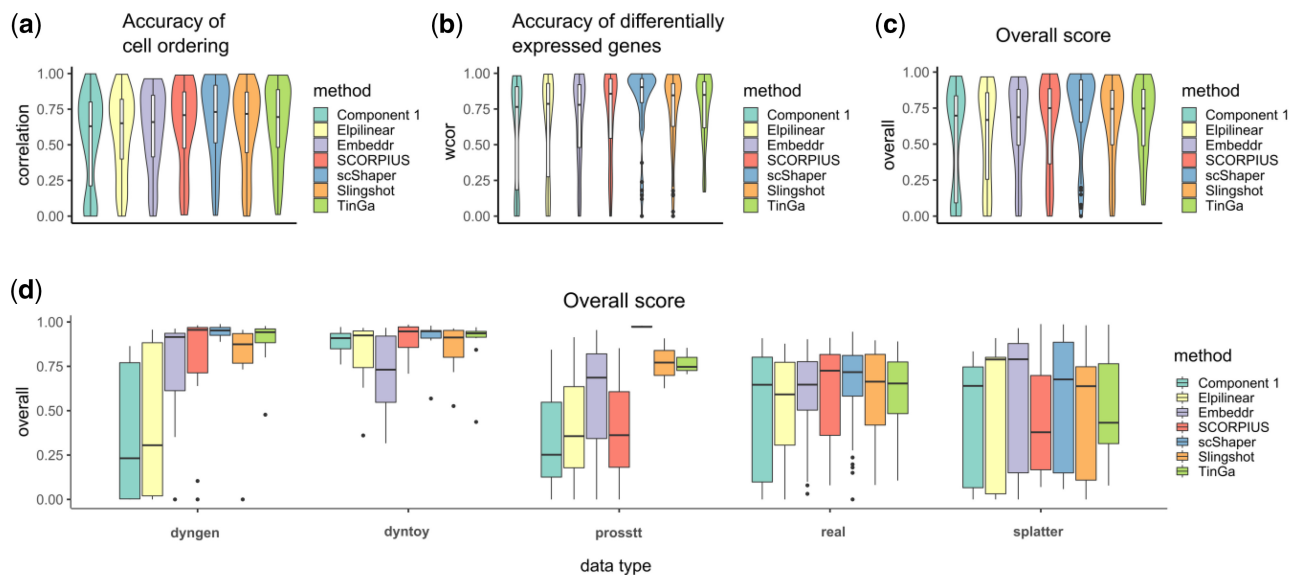 (a)
Accuracy of
cell ordering
correlation
1.00
0.75
0.50
0.25
0.00
method
Component 1
Elpilinear
Embeddr
SCORPIUS
scShaper
Slingshot
TinGa
(b)
Accuracy of differentially
expressed genes
wcor
1.00
0.75
0.50
0.25
0.00
method
Component 1
Elpilinear
Embeddr
SCORPIUS
scShaper
Slingshot
TinGa
(c)
Overall score
overall
1.00
0.75
0.50
0.25
0.00
method
Component 1
Elpilinear
Embeddr
SCORPIUS
scShaper
Slingshot
TinGa
(d)
Overall score
overall
1.00
0.75
0.50
0.25
0.00
dyngen
dyntoy
prosstt
real
splatter
data type
method
Component 1
Elpilinear
Embeddr
SCORPIUS
scShaper
Slingshot
TinGa